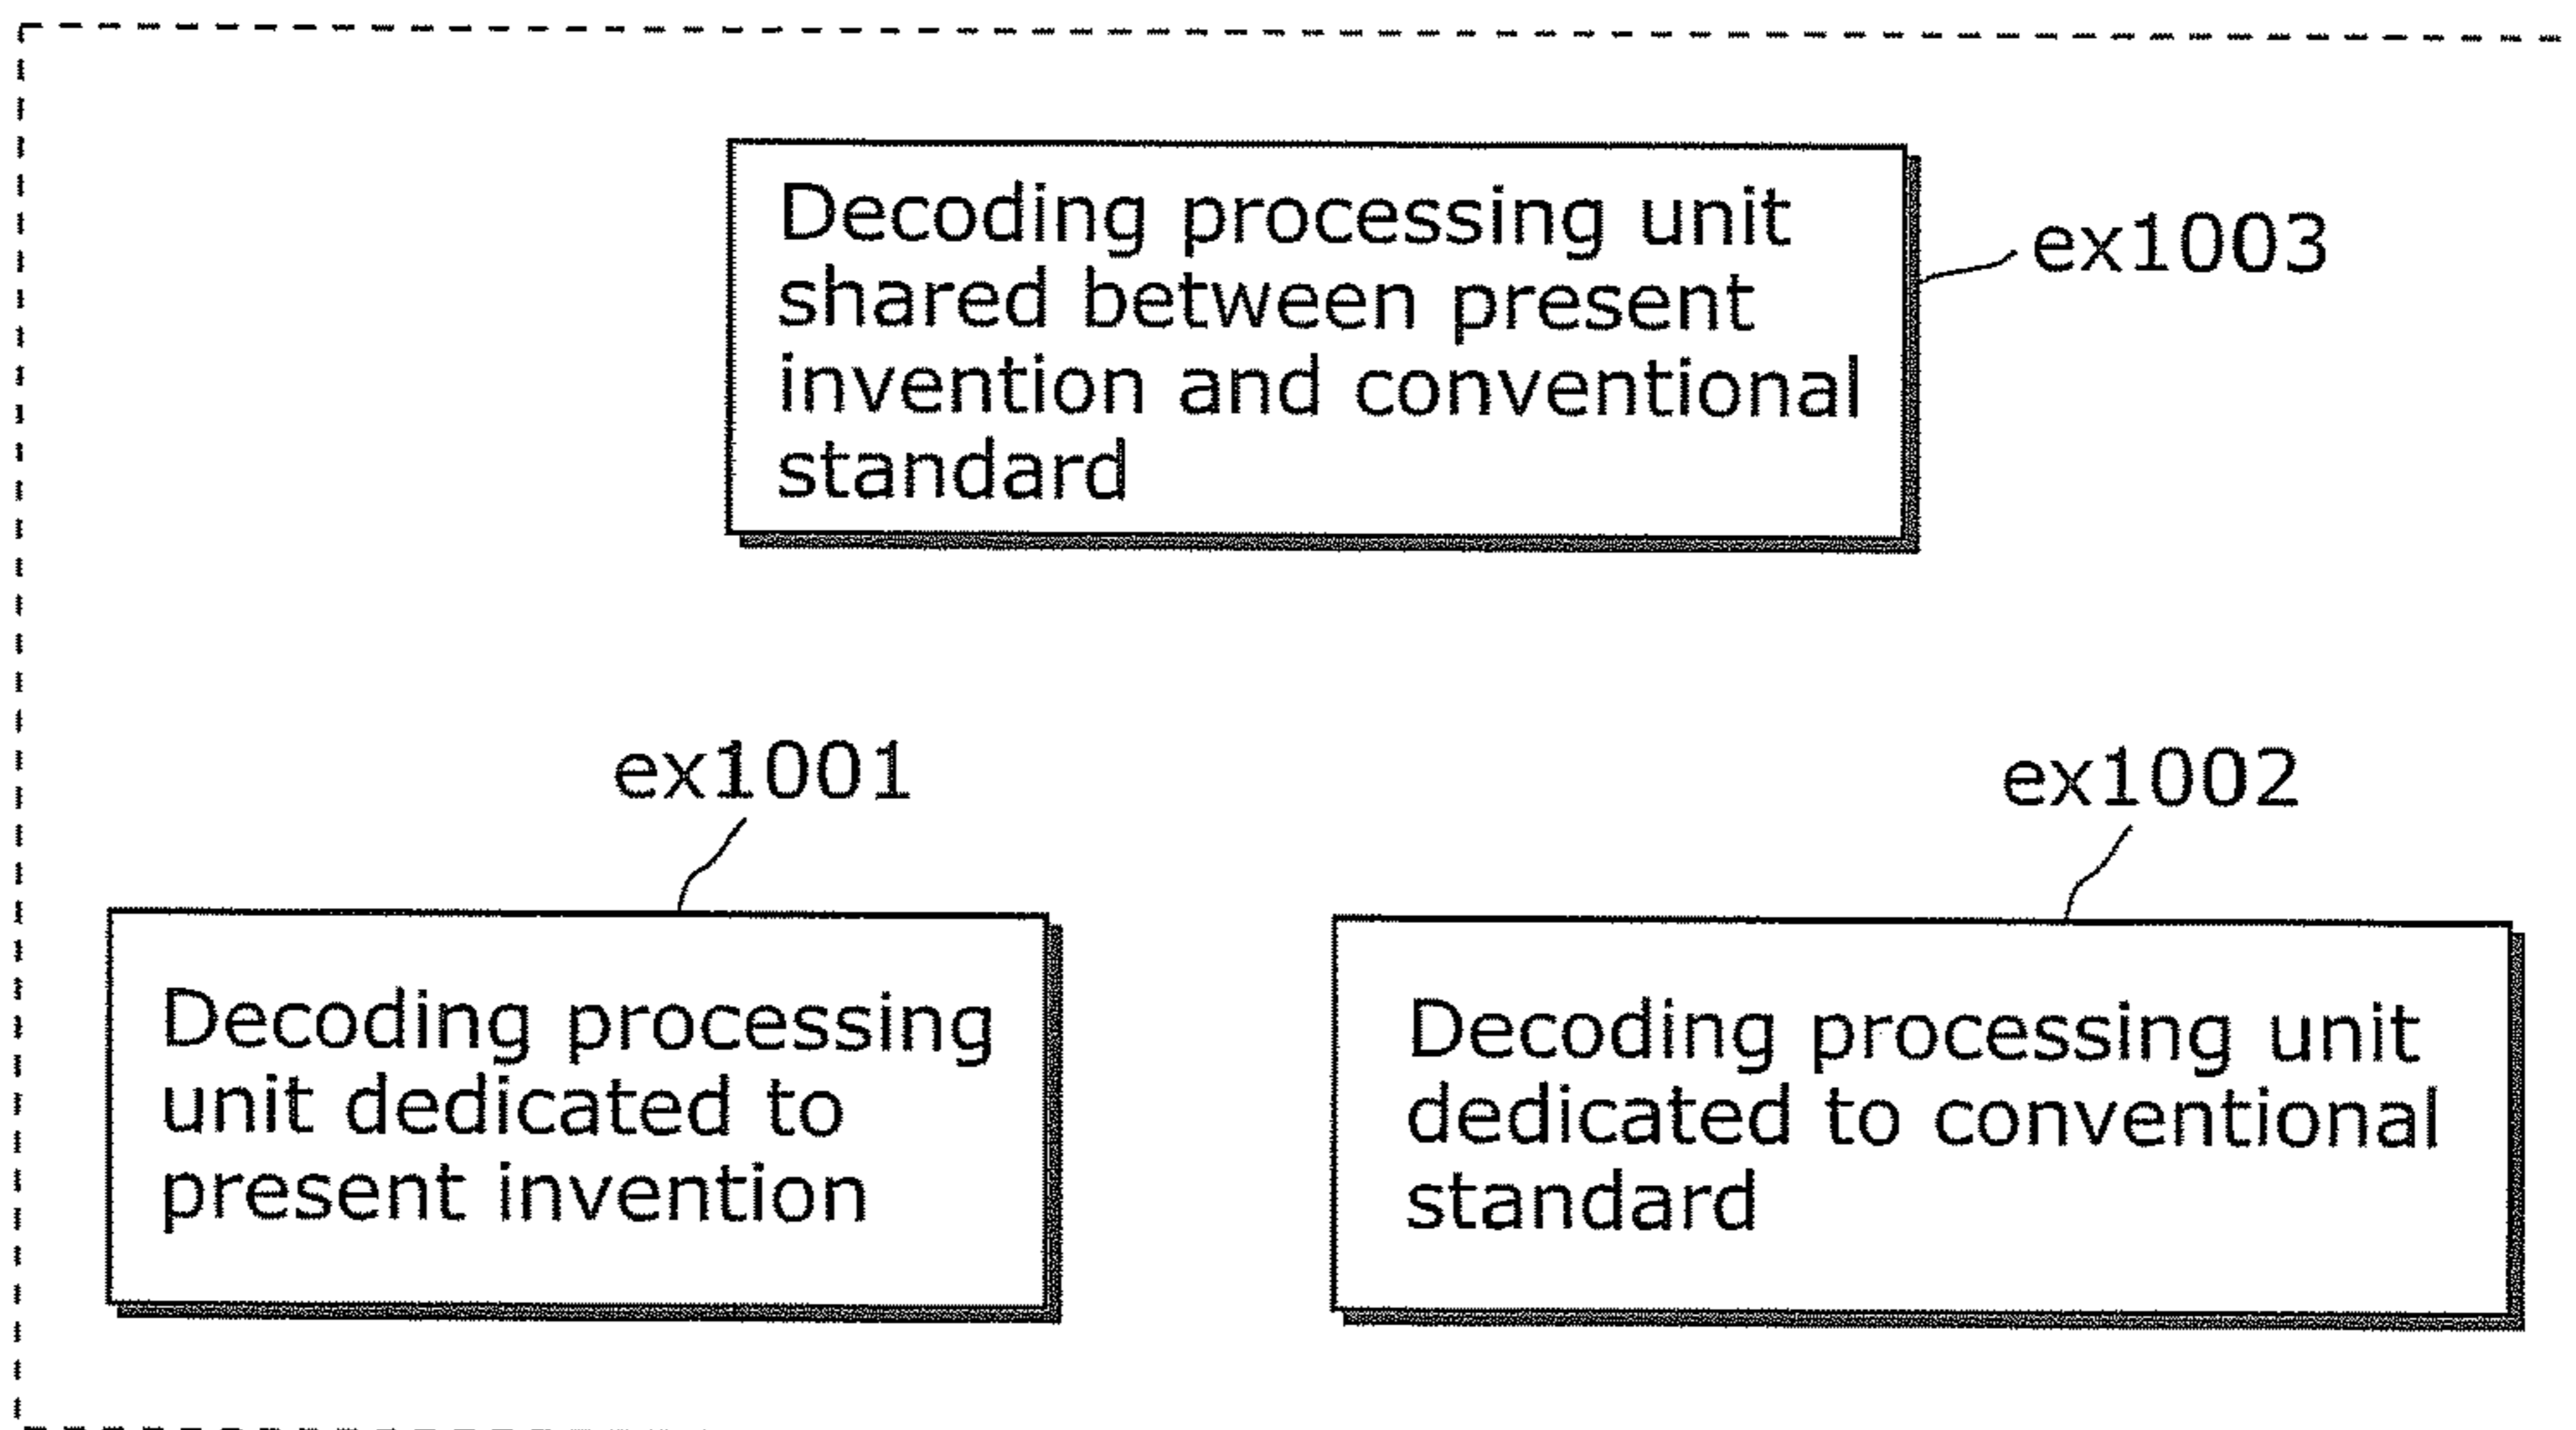 Decoding processing unit
shared between present
invention and conventional
standard
ex1003
ex1001
Decoding processing
unit dedicated to
present invention
ex1002
Decoding processing unit
dedicated to conventional
standard